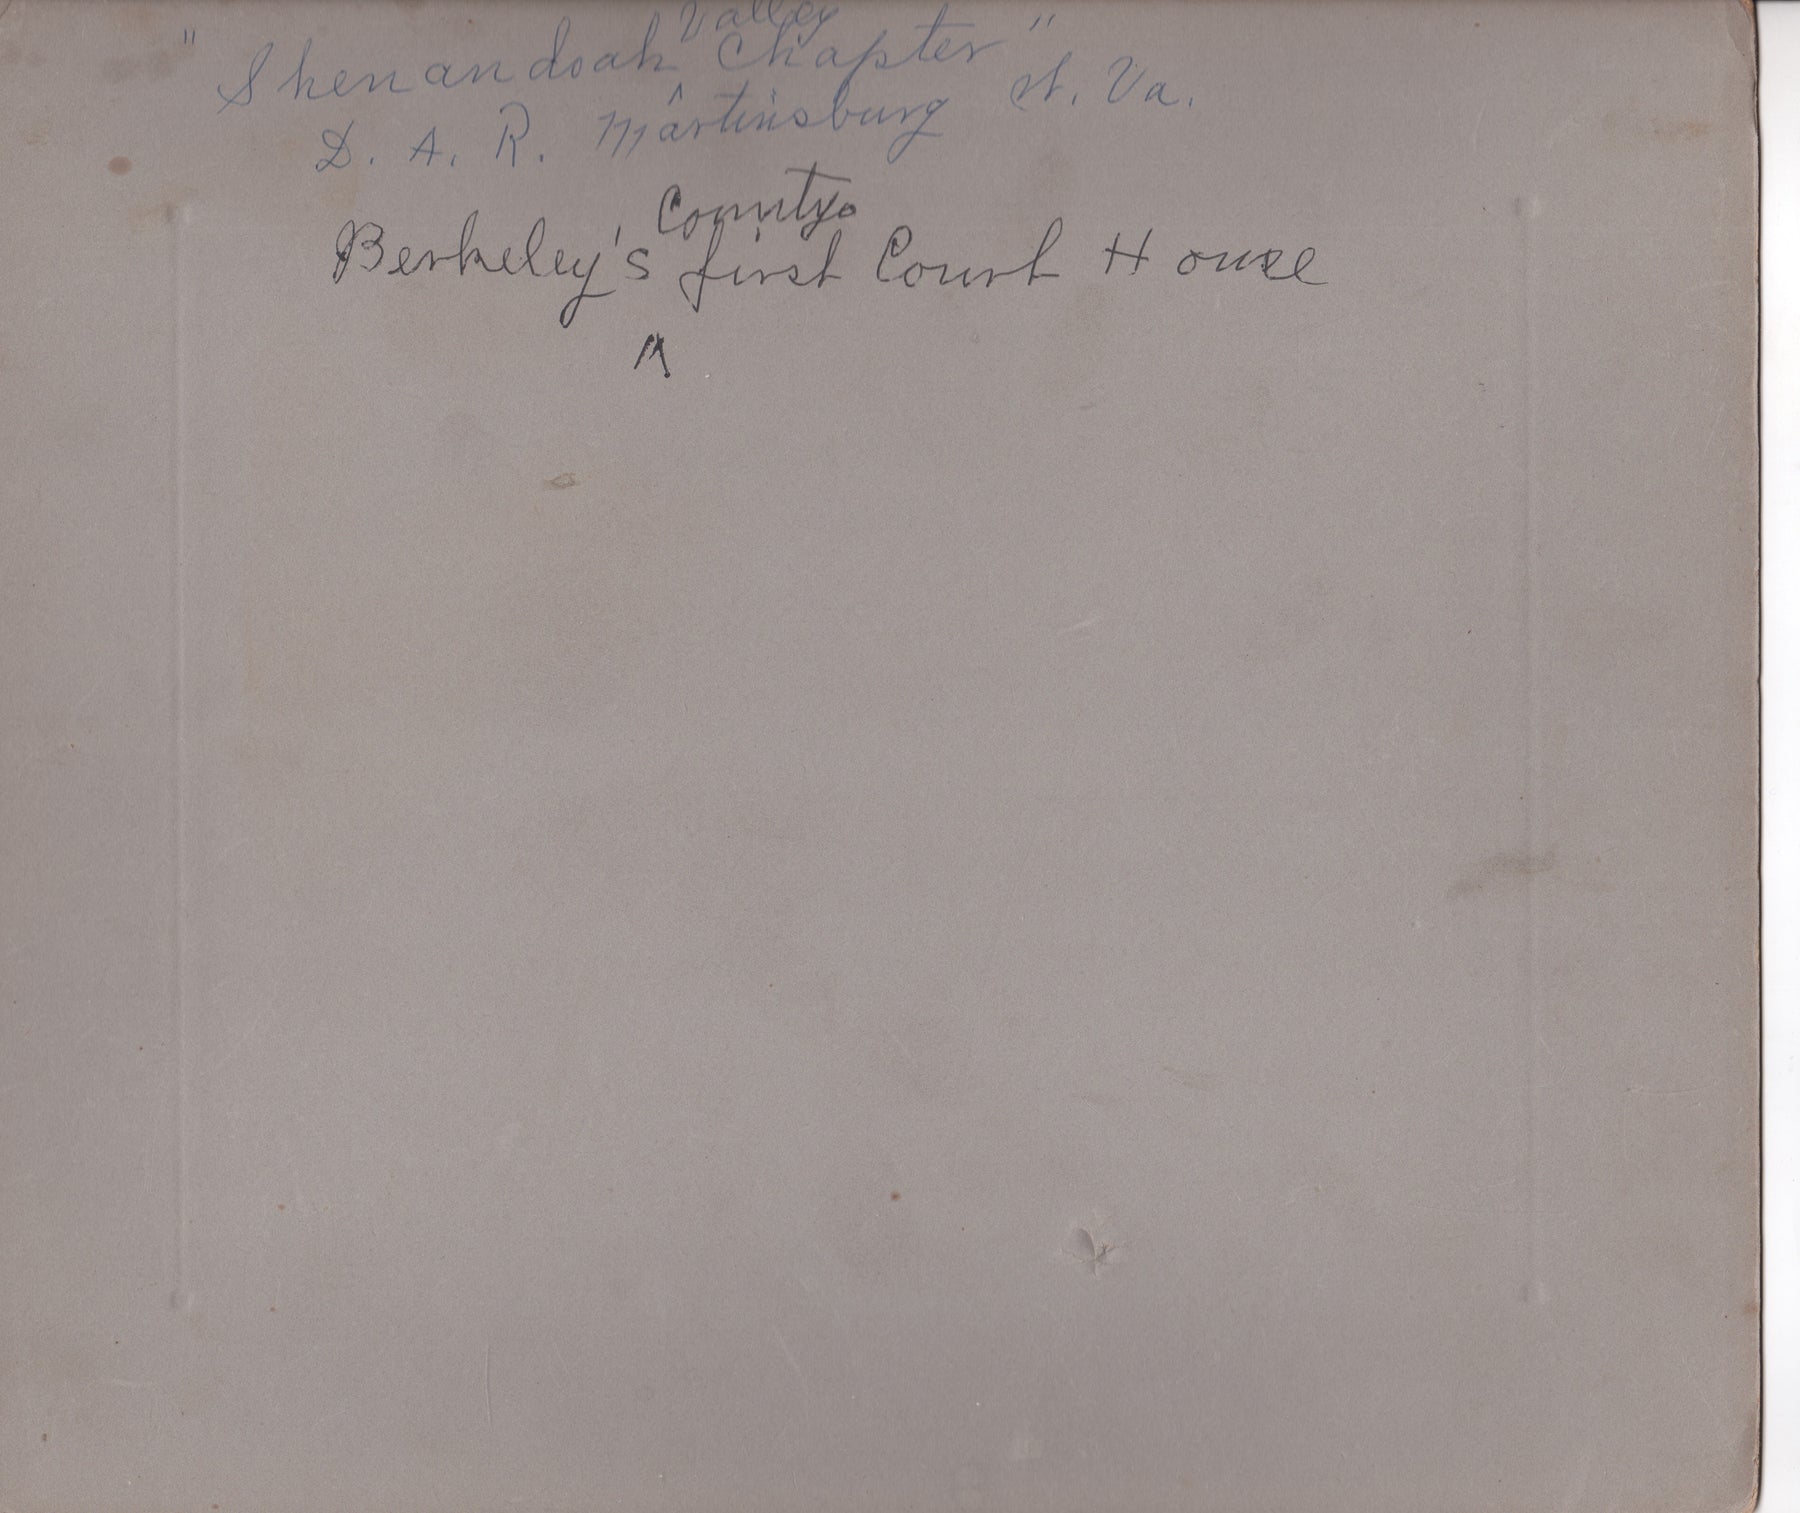 Valley
" Shenandoah ^ Chapter "
D. A. R. Martinsburg W. Va.
County
Berkeley's first Court House
^